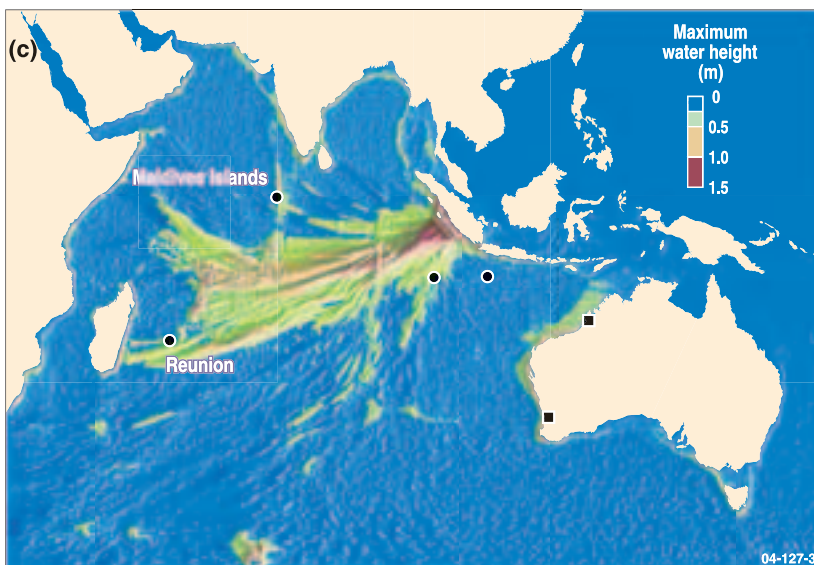 (c)
Maximum
water height
(m)
0
0.5
1.0
1.5
Maldives Islands
Reunion
04-127-3